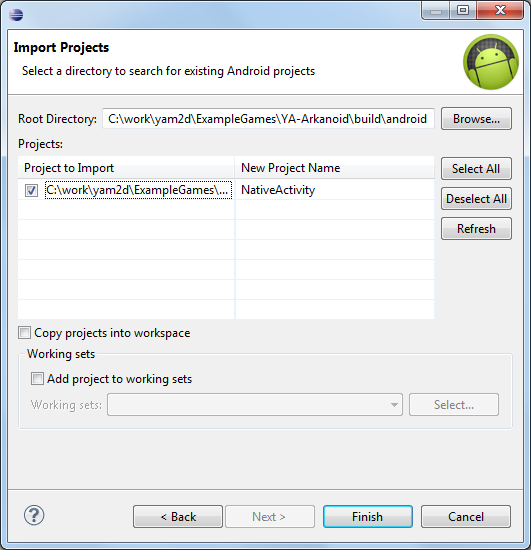 Import Projects
Select a directory to search for existing Android projects
Root Directory: C:\work\yam2d\ExampleGames\YA-Arkanoid\build\android Browse...
Projects:
Project to Import New Project Name Select All
C:\work\yam2d\ExampleGames\... NativeActivity
Deselect All
Refresh
Copy projects into workspace
Working sets
Add project to working sets
Working sets: Select...
? < Back Next > Finish Cancel